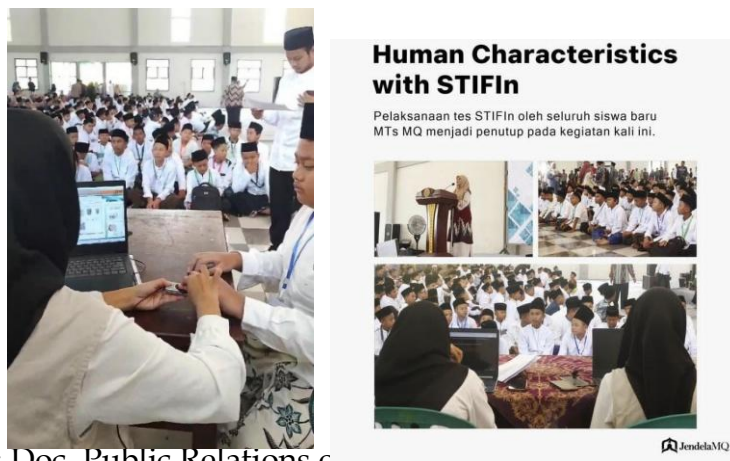 Human Characteristics
with STIFIn
Pelaksanaan tes STIFIn oleh seluruh siswa baru
MTs MQ menjadi penutup pada kegiatan kali ini.
JendelaMQ
Doc. Public Relations